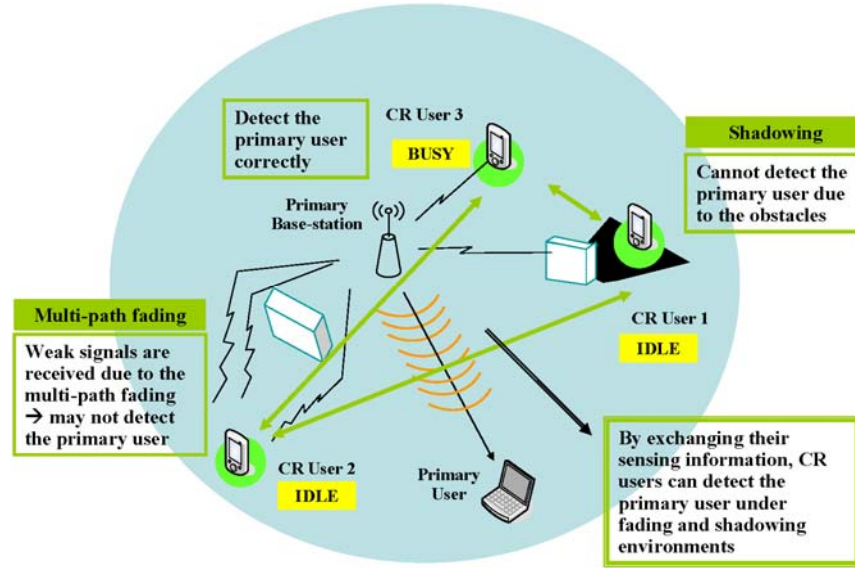 Detect the
primary user
correctly
CR User 3
BUSY
Shadowing
Cannot detect the
primary user due
to the obstacles
Primary
Base-station
Multi-path fading
Weak signals are
received due to the
multi-path fading
→ may not detect
the primary user
CR User 1
IDLE
CR User 2
IDLE
Primary
User
By exchanging their
sensing information, CR
users can detect the
primary user under
fading and shadowing
environments